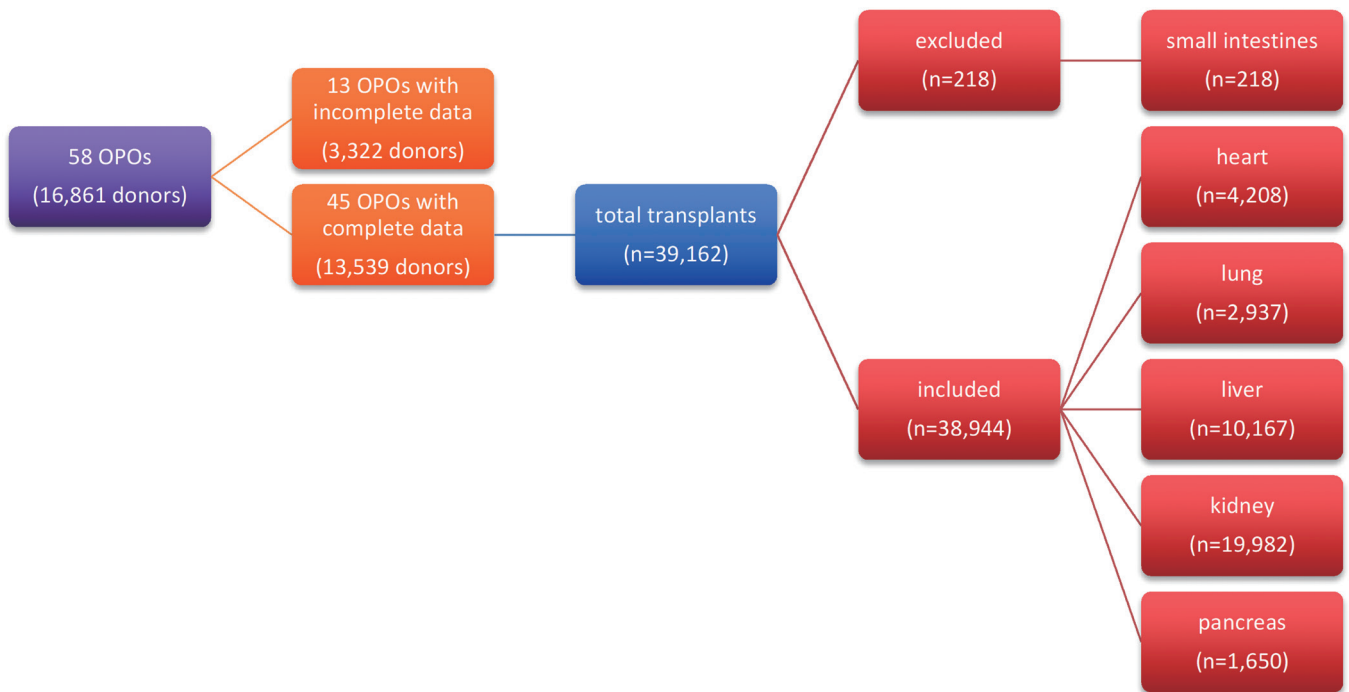 58 OPOs
(16,861 donors)
13 OPOs with
incomplete data
(3,322 donors)
45 OPOs with
complete data
(13,539 donors)
total transplants
(n=39,162)
excluded
(n=218)
small intestines
(n=218)
included
(n=38,944)
heart
(n=4,208)
lung
(n=2,937)
liver
(n=10,167)
kidney
(n=19,982)
pancreas
(n=1,650)